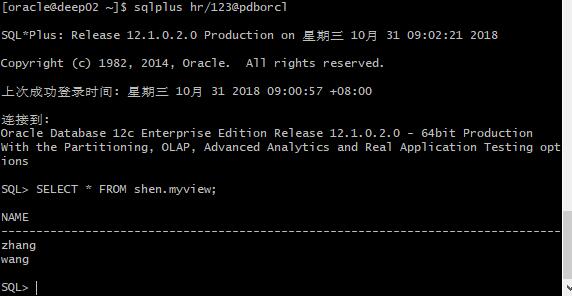 [oracle@deep02 ~]$ sqlplus hr/123@pdborcl
SQL*Plus: Release 12.1.0.2.0 Production on 星期三 10月 31 09:02:21 2018
Copyright (c) 1982, 2014, Oracle.  All rights reserved.
上次成功登录时间: 星期三 10月 31 2018 09:00:57 +08:00
连接到:
Oracle Database 12c Enterprise Edition Release 12.1.0.2.0 - 64bit Production
With the Partitioning, OLAP, Advanced Analytics and Real Application Testing opt
ions
SQL> SELECT * FROM shen.myview;
NAME
--------------------------------------------------------------------------------
zhang
wang
SQL>